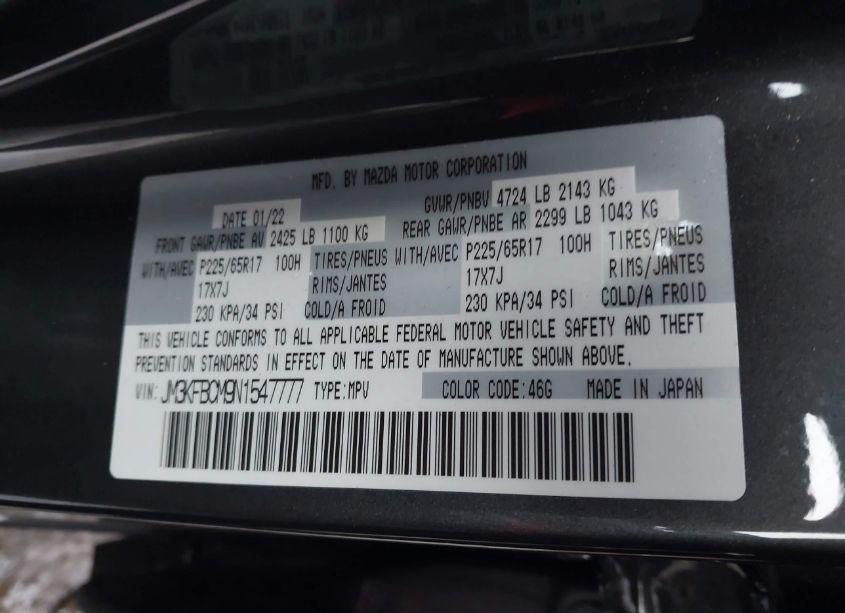 MFD. BY MAZDA MOTOR CORPORATION
DATE 01/22 GVWR/PNBV 4724 LB 2143 KG
FRONT GAWR/PNBE AV 2425 LB 1100 KG REAR GAWR/PNBE AR 2299 LB 1043 KG
WITH/AVEC P225/65R17 100H TIRES/PNEUS WITH/AVEC P225/65R17 100H TIRES/PNEUS
17X7J RIMS/JANTES 17X7J RIMS/JANTES
230 KPA/34 PSI COLD/A FROID 230 KPA/34 PSI COLD/A FROID
THIS VEHICLE CONFORMS TO ALL APPLICABLE FEDERAL MOTOR VEHICLE SAFETY AND THEFT
PREVENTION STANDARDS IN EFFECT ON THE DATE OF MANUFACTURE SHOWN ABOVE.
VIN: JM3KFBCM9N1547777 TYPE:MPV COLOR CODE:46G MADE IN JAPAN